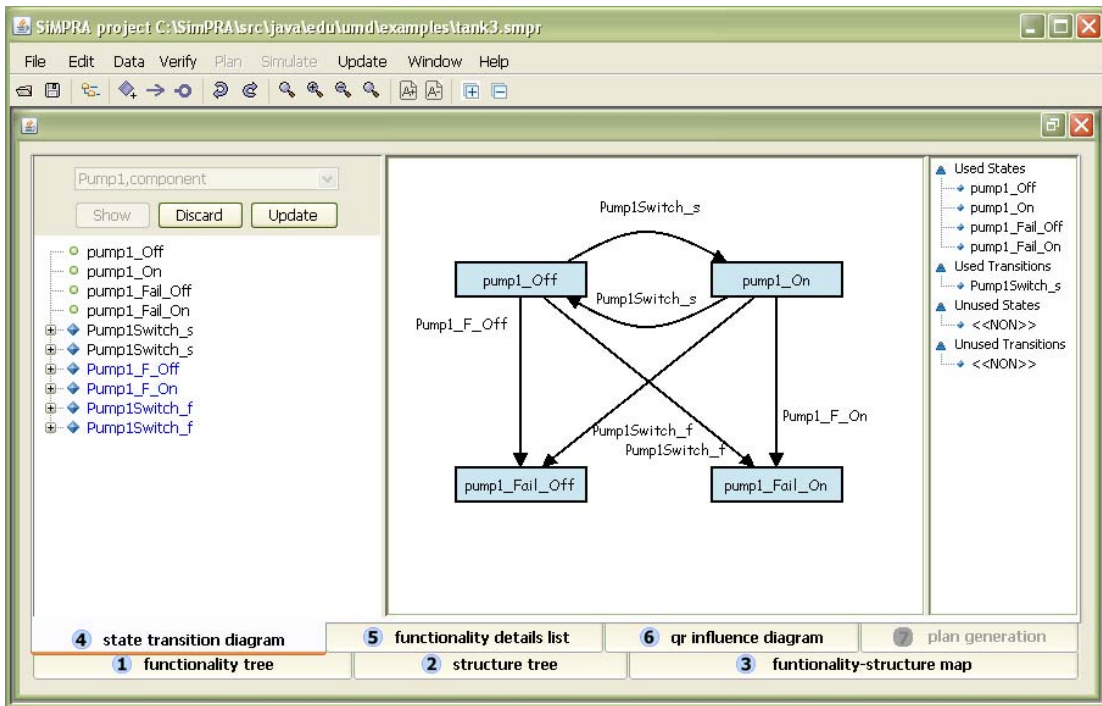 SiMPRA project C:\SimPRA\src\java\edu\umd\examples\tank3.smpr
File Edit Data Verify Plan Simulate Update Window Help
A+ A-
Pump1,component
Show Discard Update
pump1_Off
pump1_On
pump1_Fail_Off
pump1_Fail_On
Pump1Switch_s
Pump1Switch_s
Pump1_F_Off
Pump1_F_On
Pump1Switch_f
Pump1Switch_f
Pump1Switch_s
pump1_Off
pump1_On
Pump1Switch_s
Pump1_F_Off
Pump1_F_On
Pump1Switch_f
Pump1Switch_f
pump1_Fail_Off
pump1_Fail_On
Used States
pump1_Off
pump1_On
pump1_Fail_Off
pump1_Fail_On
Used Transitions
Pump1Switch_s
Unused States
<<NON>>
Unused Transitions
<<NON>>
4 state transition diagram
5 functionality details list
6 qr influence diagram
7 plan generation
1 functionality tree
2 structure tree
3 funtionality-structure map